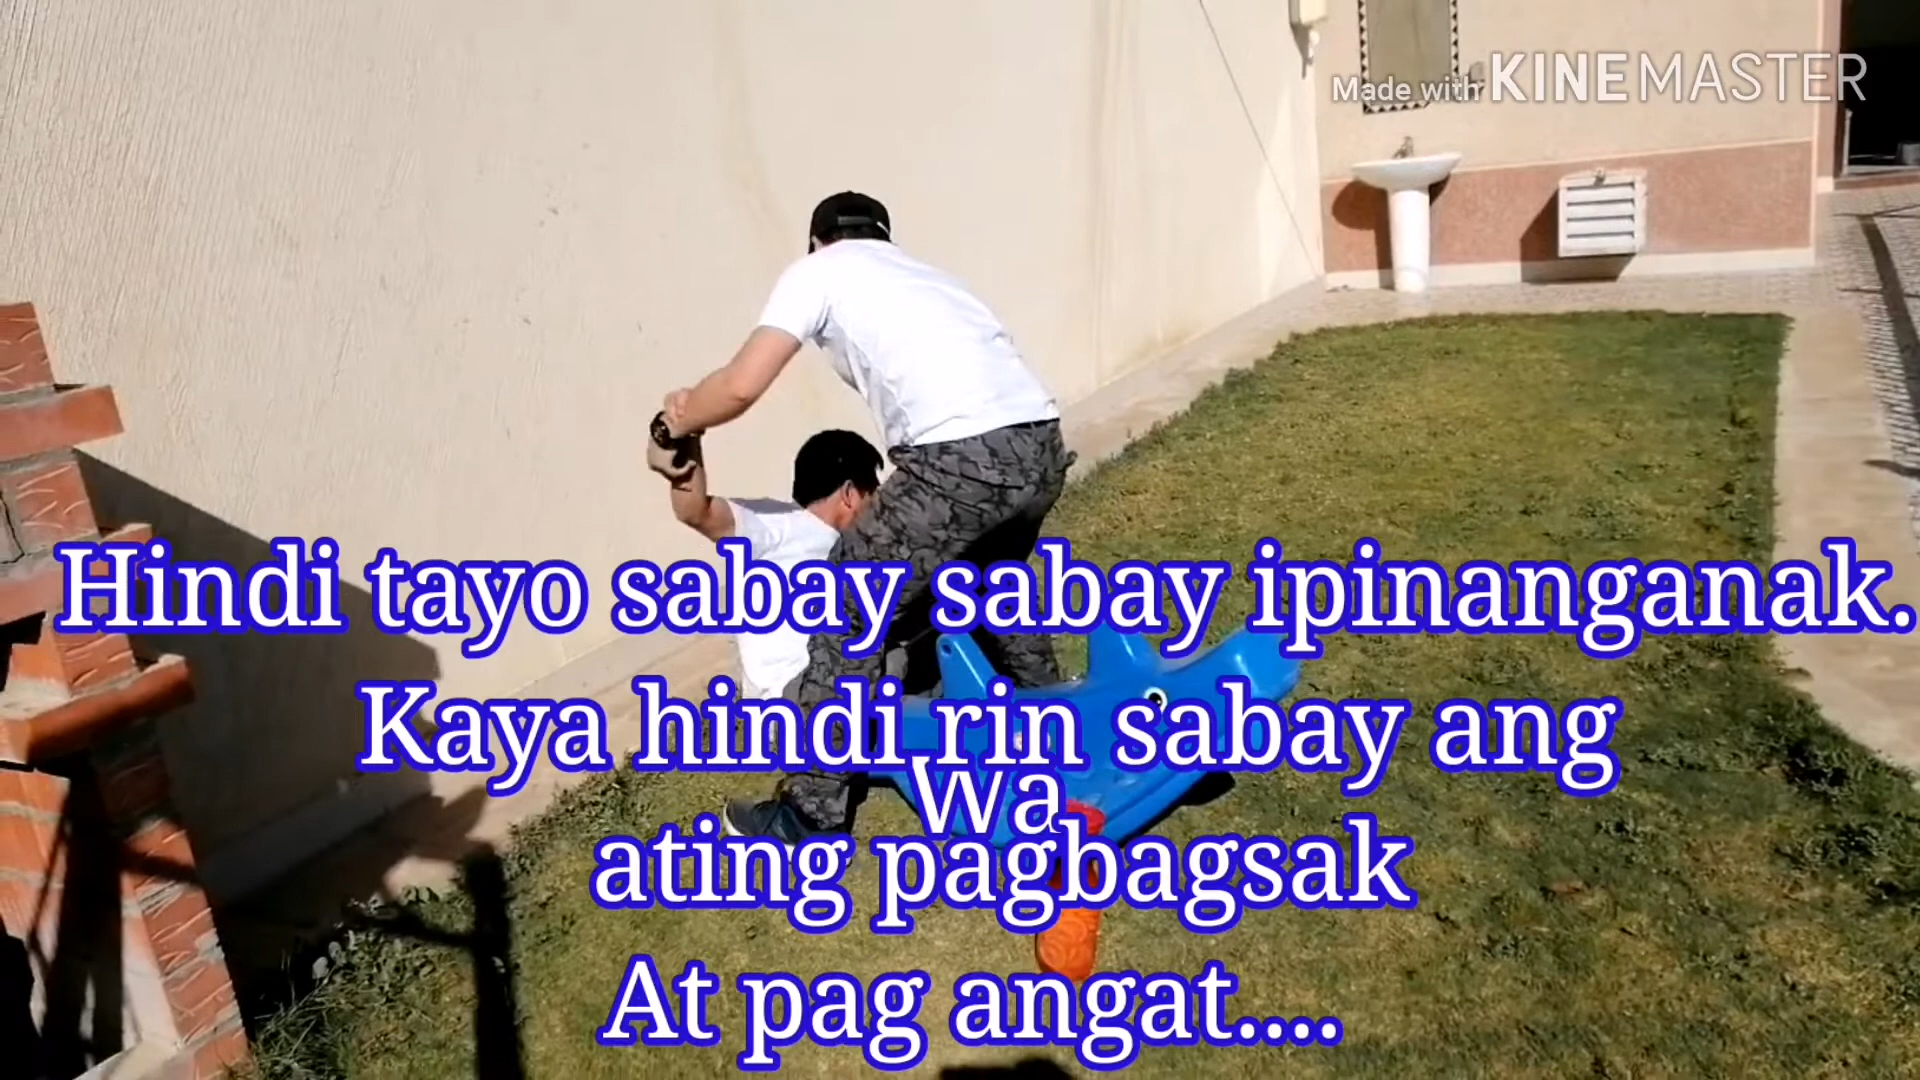 Made with KINEMASTER
Hindi tayo sabay sabay ipinanganak.
Kaya hindi rin sabay ang
Wa
ating pagbagsak
At pag angat....